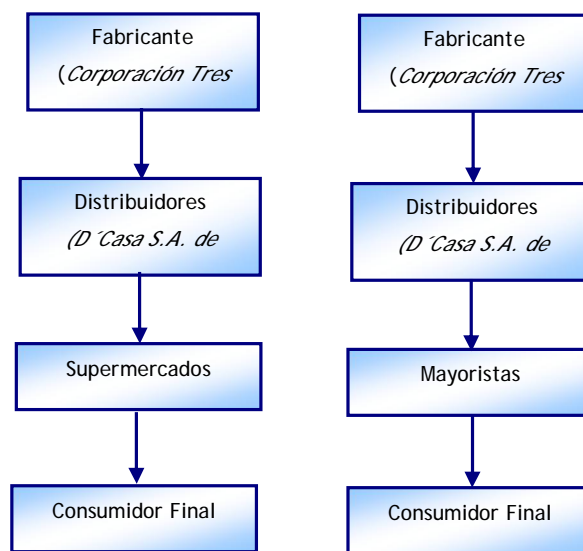 Fabricante
(Corporación Tres
Distribuidores
(D´Casa S.A. de
Supermercados
Consumidor Final
Fabricante
(Corporación Tres
Distribuidores
(D´Casa S.A. de
Mayoristas
Consumidor Final